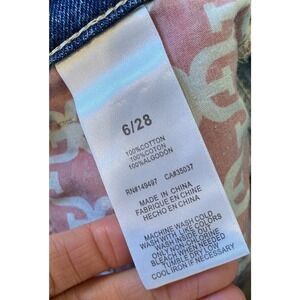 6/28
100%COTTON
100%COTON
100%ALGODÓN
RN#149497 CA#35037
MADE IN CHINA
FABRIQUE EN CHINE
HECHO EN CHINO
MACHINE WASH COLD
WASH WITH LIKE COLORS
WASH INSIDE OUT
ONLY NON-CHLORINE
BLEACH WHEN NEEDED
TUMBLE DRY LOW
COOL IRON IF NECESSARY